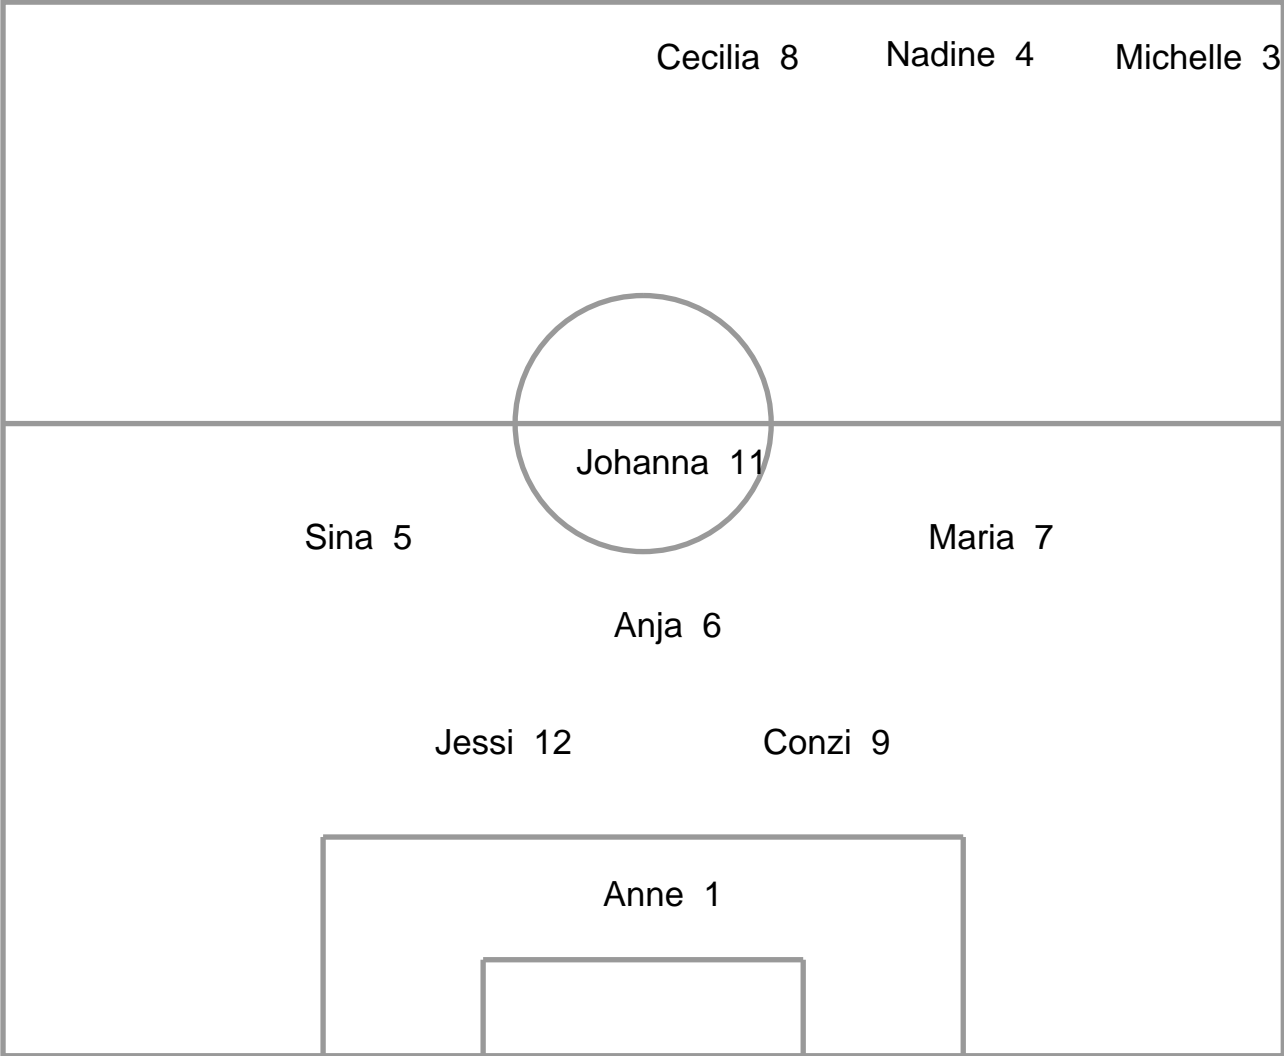 Cecilia 8 Nadine 4 Michelle 3
Johanna 11
Sina 5 Maria 7
Anja 6
Jessi 12 Conzi 9
Anne 1